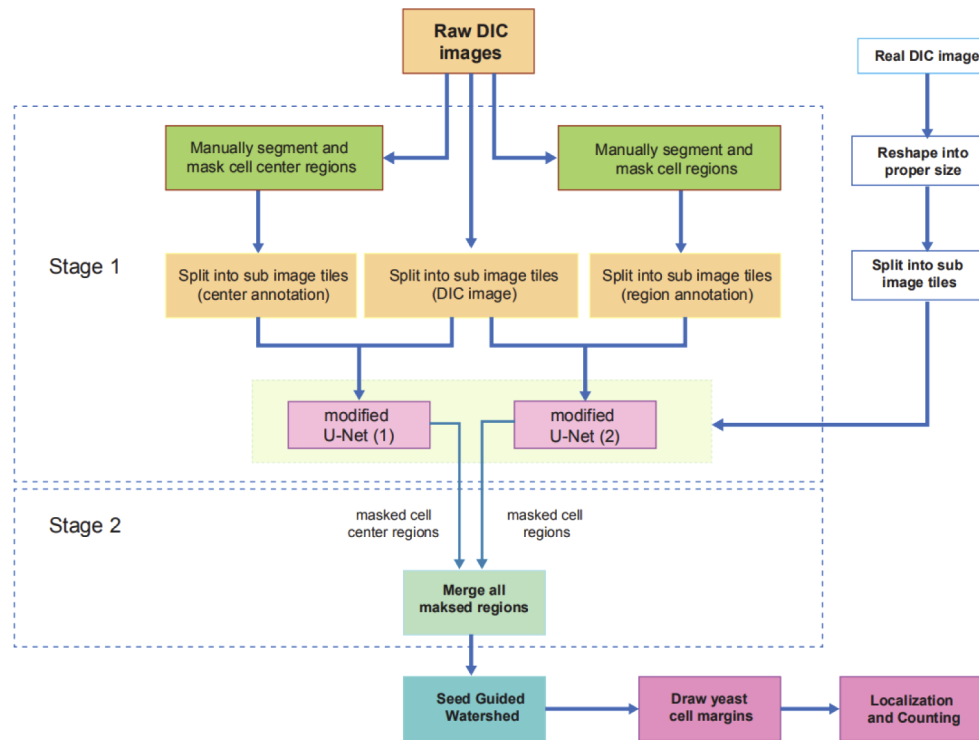 Raw DIC
images
Real DIC image
Manually segment and
mask cell center regions
Manually segment and
mask cell regions
Reshape into
proper size
Stage 1
Split into sub image tiles
(center annotation)
Split into sub image tiles
(DIC image)
Split into sub image tiles
(region annotation)
Split into sub
image tiles
modified
U-Net (1)
modified
U-Net (2)
Stage 2
masked cell
center regions
masked cell
regions
Merge all
maksed regions
Seed Guided
Watershed
Draw yeast
cell margins
Localization
and Counting